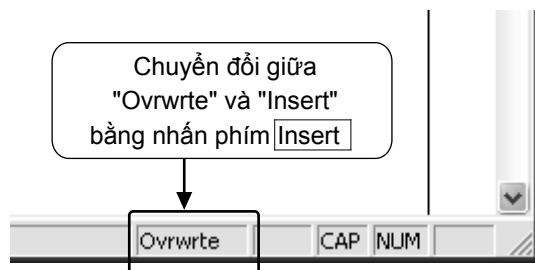 Chuyển đổi giữa
"Ovrwrte" và "Insert"
bằng nhấn phím Insert
Ovrwrte CAP NUM